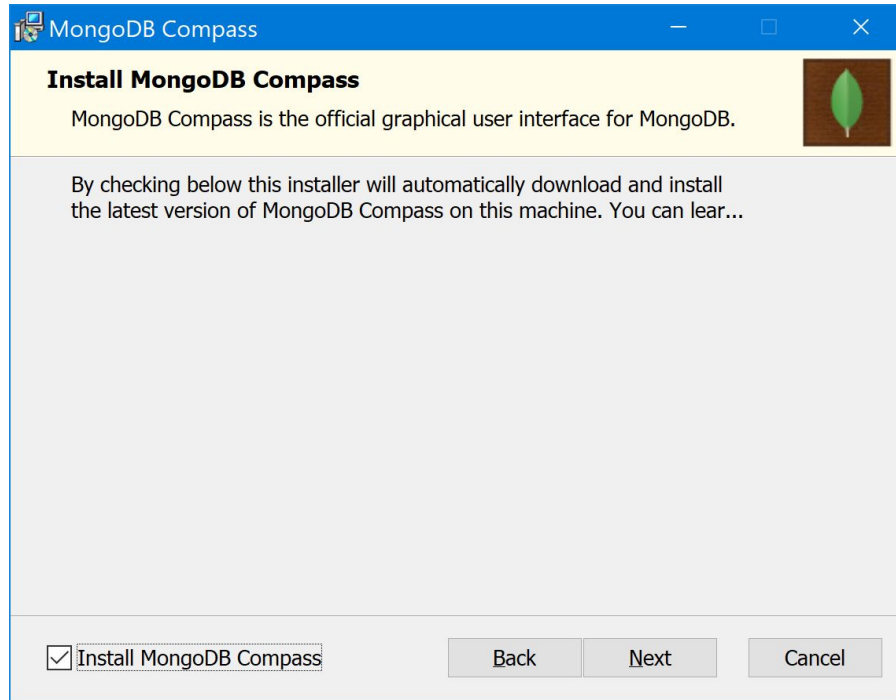 MongoDB Compass
Install MongoDB Compass
MongoDB Compass is the official graphical user interface for MongoDB.
By checking below this installer will automatically download and install
the latest version of MongoDB Compass on this machine. You can lear...
Install MongoDB Compass
Back
Next
Cancel